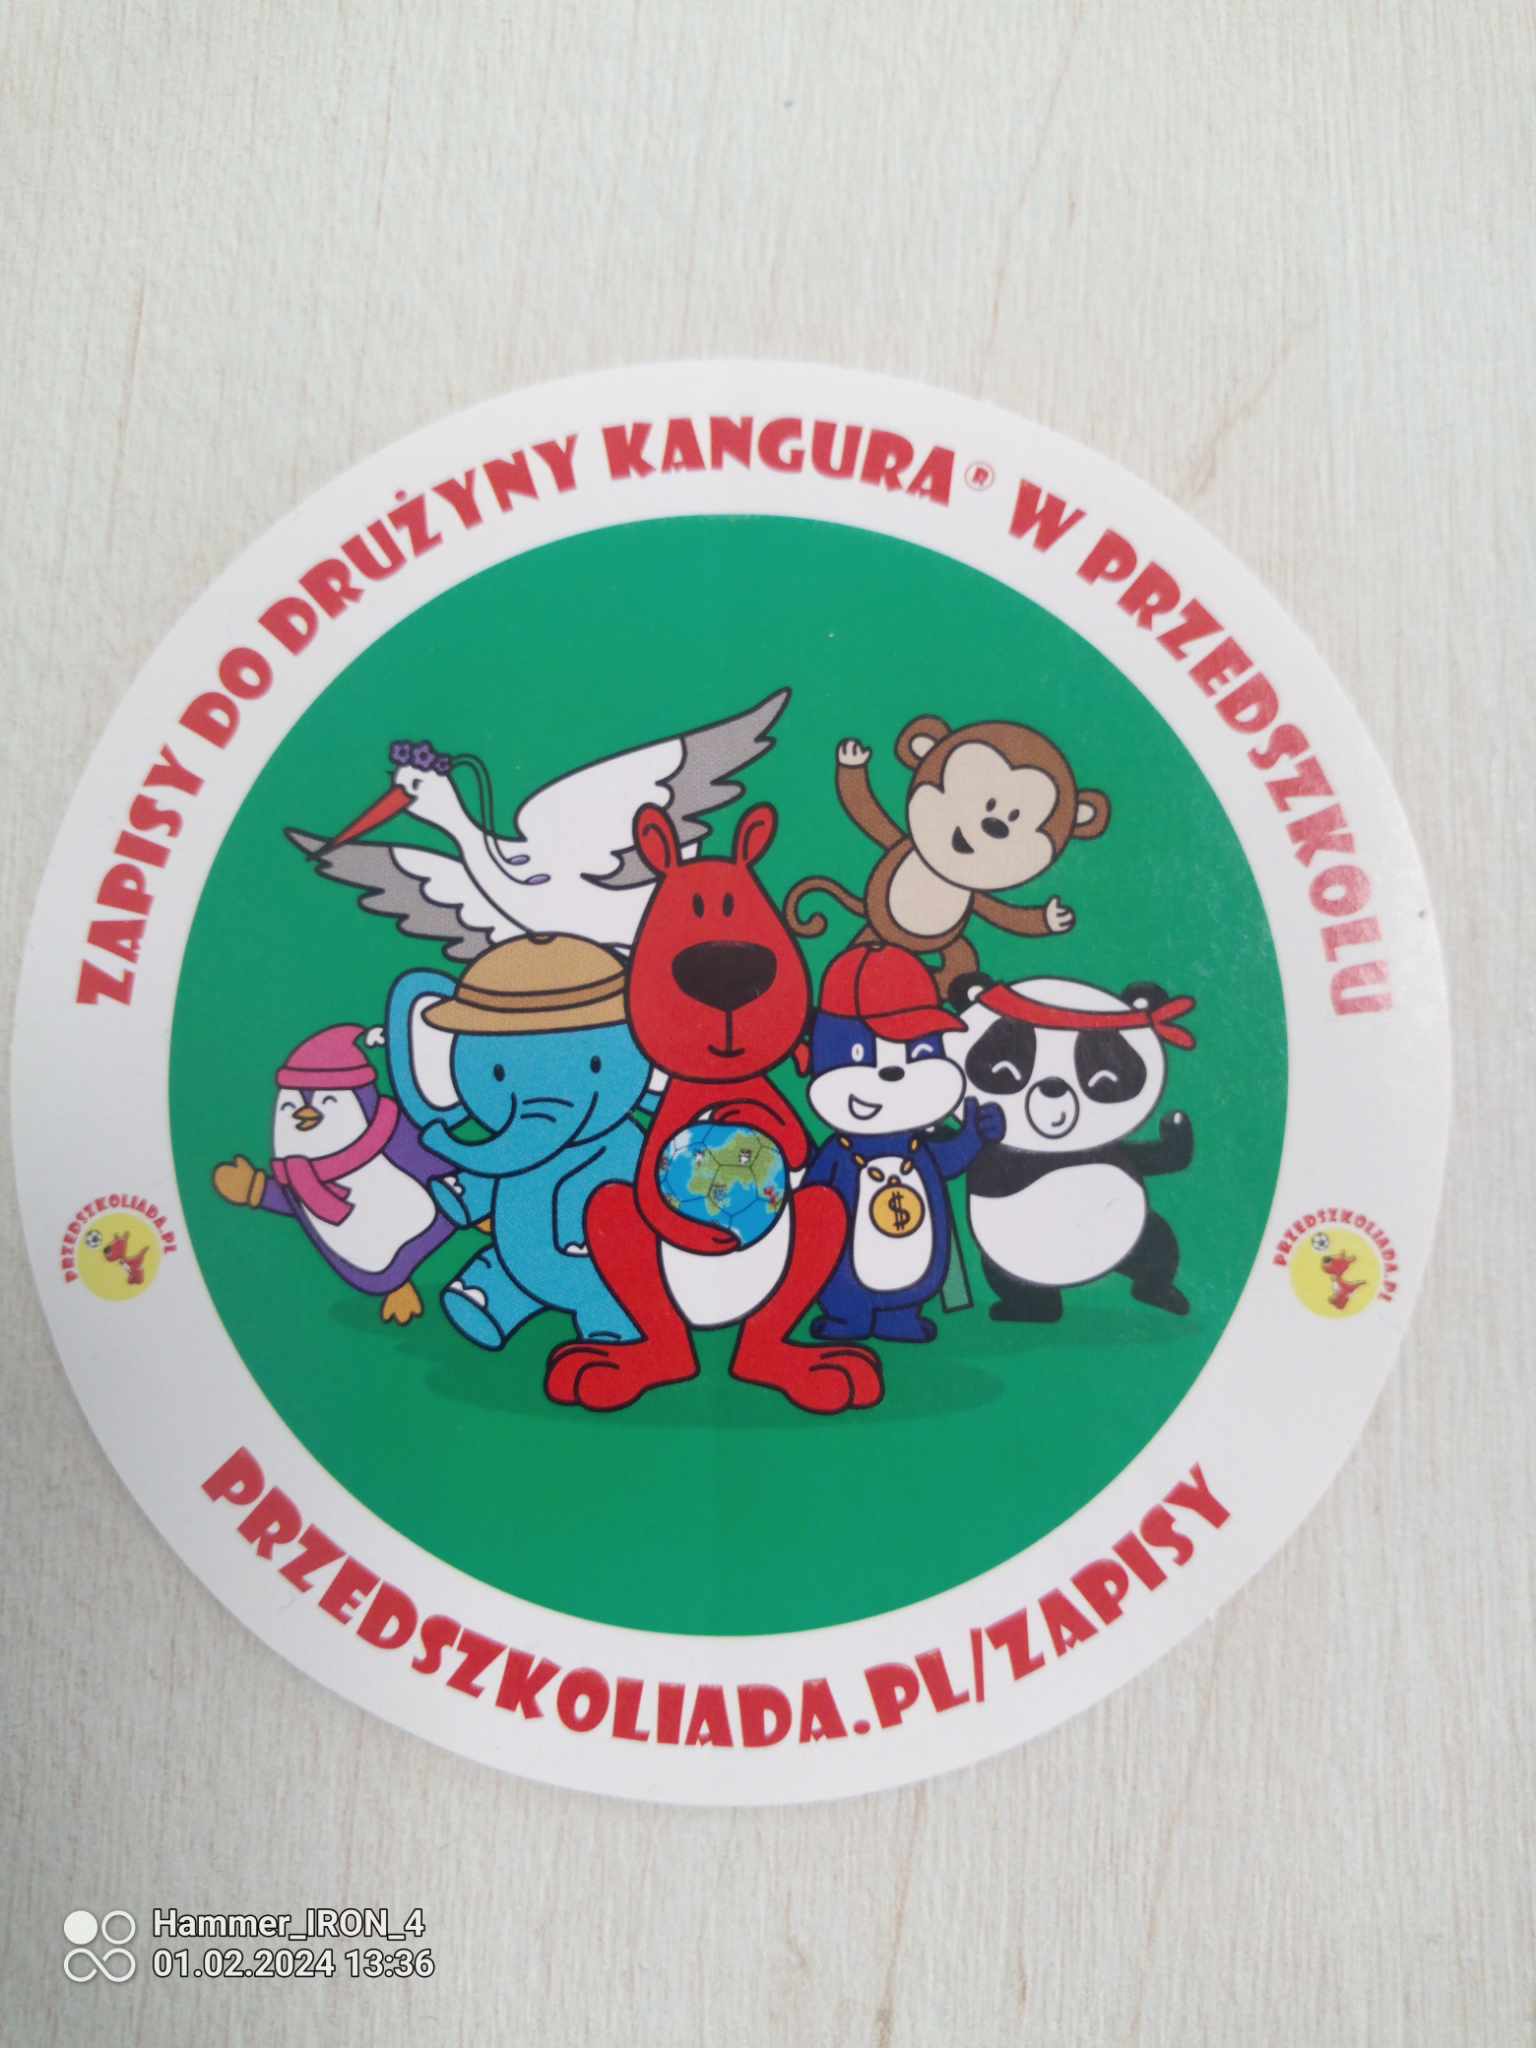 ZAPISY DO DRUŻYNY KANGURA® W PRZEDSZKOLU
PRZEDSZKOLIADA.PL
PRZEDSZKOLIADA.PL
$
PRZEDSZKOLIADA.PL/ZAPISY
Hammer_IRON_4
01.02.2024 13:36